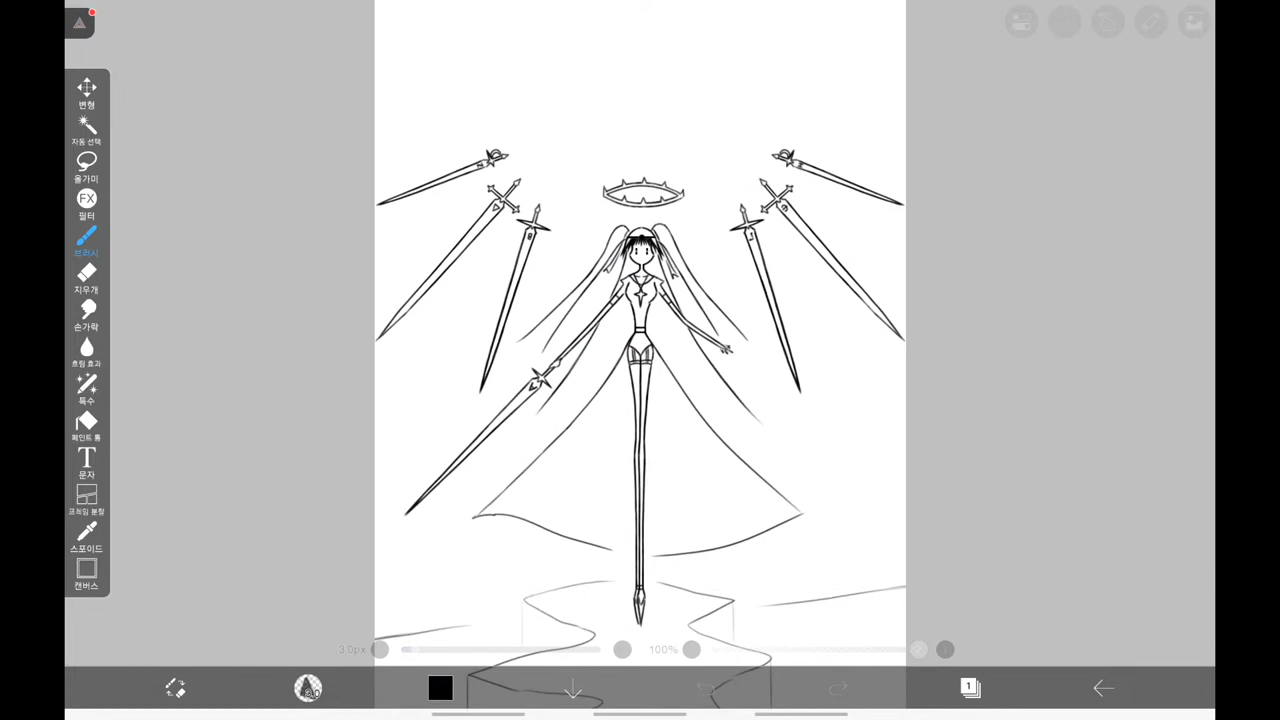 변형
자동 선택
올가미
FX
필터
브러시
지우개
손가락
흐림 효과
특수
페인트 통
T
문자
프레임 분할
스포이드
캔버스
3.0px
100%
1